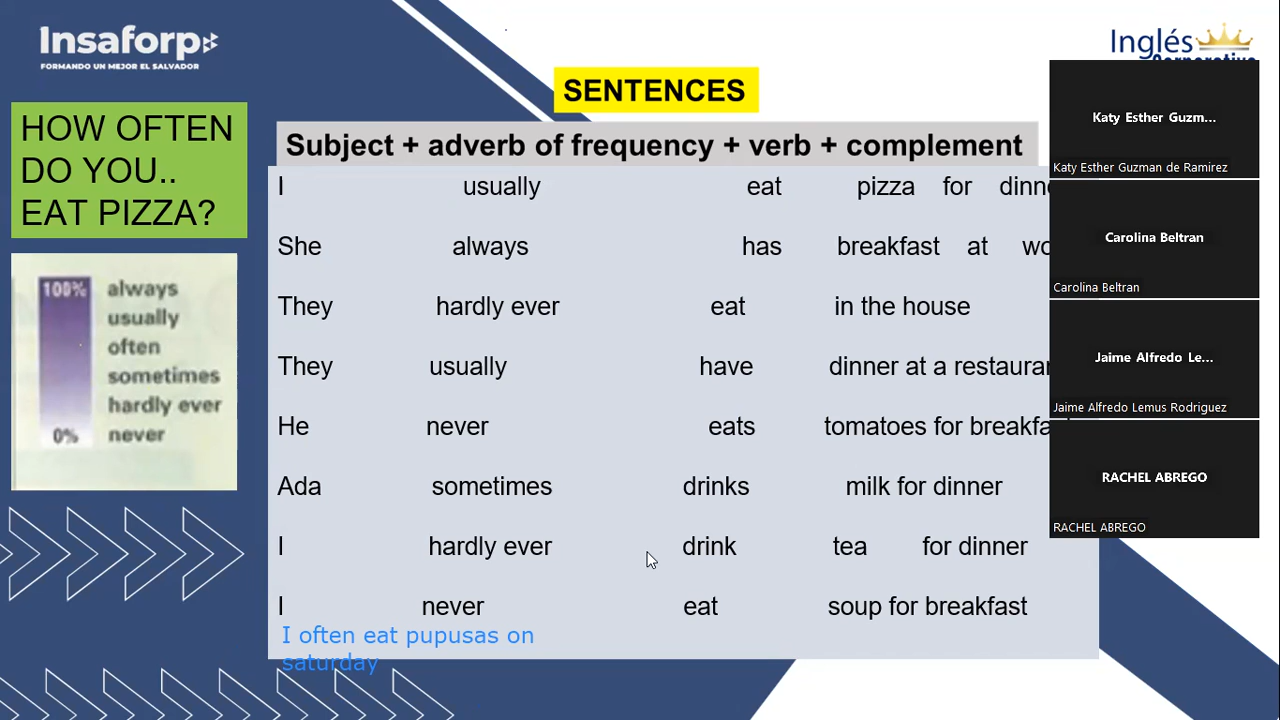 Insaforp
FORMANDO UN MEJOR EL SALVADOR
Inglés
SENTENCES
HOW OFTEN
DO YOU..
EAT PIZZA?
Subject + adverb of frequency + verb + complement
I usually eat pizza for
She always has breakfast at
They hardly ever eat in the house
They usually have dinner at a
He never eats tomatoes for
Ada sometimes drinks milk for dinner
I hardly ever drink tea for dinner
I never eat soup for breakfast
I often eat pupusas on
saturday
100% always
usually
often
sometimes
hardly ever
0% never
Katy Esther Guzm...
Katy Esther Guzman de Ramirez
Carolina Beltran
Carolina Beltran
Jaime Alfredo Le...
Jaime Alfredo Lemus Rodriguez
RACHEL ABREGO
RACHEL ABREGO